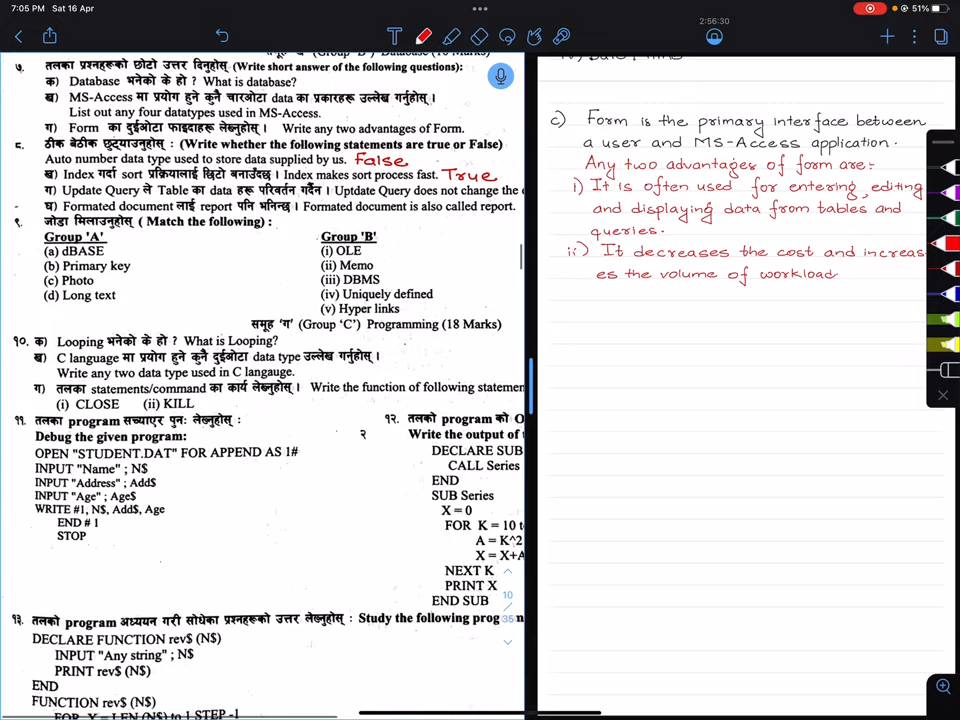 7:05 PM Sat 16 Apr
2:56:30
51%
७. तलका प्रश्नहरूको छोटो उत्तर दिनुहोस् (Write short answer of the following questions):
क) Database भनेको के हो ? What is database?
ख) MS-Access मा प्रयोग हुने कुनै चारओटा data का प्रकारहरू उल्लेख गर्नुहोस् ।
List out any four datatypes used in MS-Access.
ग) Form का दुईओटा फाइदाहरू लेख्नुहोस् । Write any two advantages of Form.
८. ठीक बेठीक छुट्याउनुहोस् : (Write whether the following statements are true or False)
Auto number data type used to store data supplied by us. False
ख) Index गर्दा sort प्रक्रियालाई छिटो बनाउँदछ । Index makes sort process fast. True
ग) Update Query ले Table का data हरू परिवर्तन गर्दैन । Uptdate Query does not change the
घ) Formated document लाई report पनि भनिन्छ । Formated document is also called report.
९. जोडा मिलाउनुहोस् (Match the following) :
Group 'A' Group 'B'
(a) dBASE (i) OLE
(b) Primary key (ii) Memo
(c) Photo (iii) DBMS
(d) Long text (iv) Uniquely defined
(v) Hyper links
समूह 'ग' (Group 'C') Programming (18 Marks)
१०. क) Looping भनेको के हो ? What is Looping?
ख) C language मा प्रयोग हुने कुनै दुईओटा data type उल्लेख गर्नुहोस् ।
Write any two data type used in C langauge.
ग) तलका statements/command का कार्य लेख्नुहोस् । Write the function of following statemen
(i) CLOSE (ii) KILL
११. तलको program सच्याएर पुनः लेख्नुहोस् :
Debug the given program: २
OPEN "STUDENT.DAT" FOR APPEND AS 1#
INPUT "Name" ; N$
INPUT "Address" ; Add$
INPUT "Age" ; Age$
WRITE #1, N$, Add$, Age
END # 1
STOP
१२. तलको program को O
Write the output of t
DECLARE SUB
CALL Series
END
SUB Series
X = 0
FOR K = 10 t
A = K^2
X = X+A
NEXT K
PRINT X
END SUB
10
35
१३. तलको program अध्ययन गरी सोधेका प्रश्नहरूको उत्तर लेख्नुहोस् : Study the following prog
DECLARE FUNCTION rev$ (N$)
INPUT "Any string" ; N$
PRINT rev$ (N$)
END
FUNCTION rev$ (N$)
FOR X = LEN (N$) to 1 STEP -1
c) Form is the primary interface between
a user and MS-Access application.
Any two advantages of form are:-
i) It is often used for entering, editing
and displaying data from tables and
queries.
ii) It decreases the cost and increas
es the volume of workload